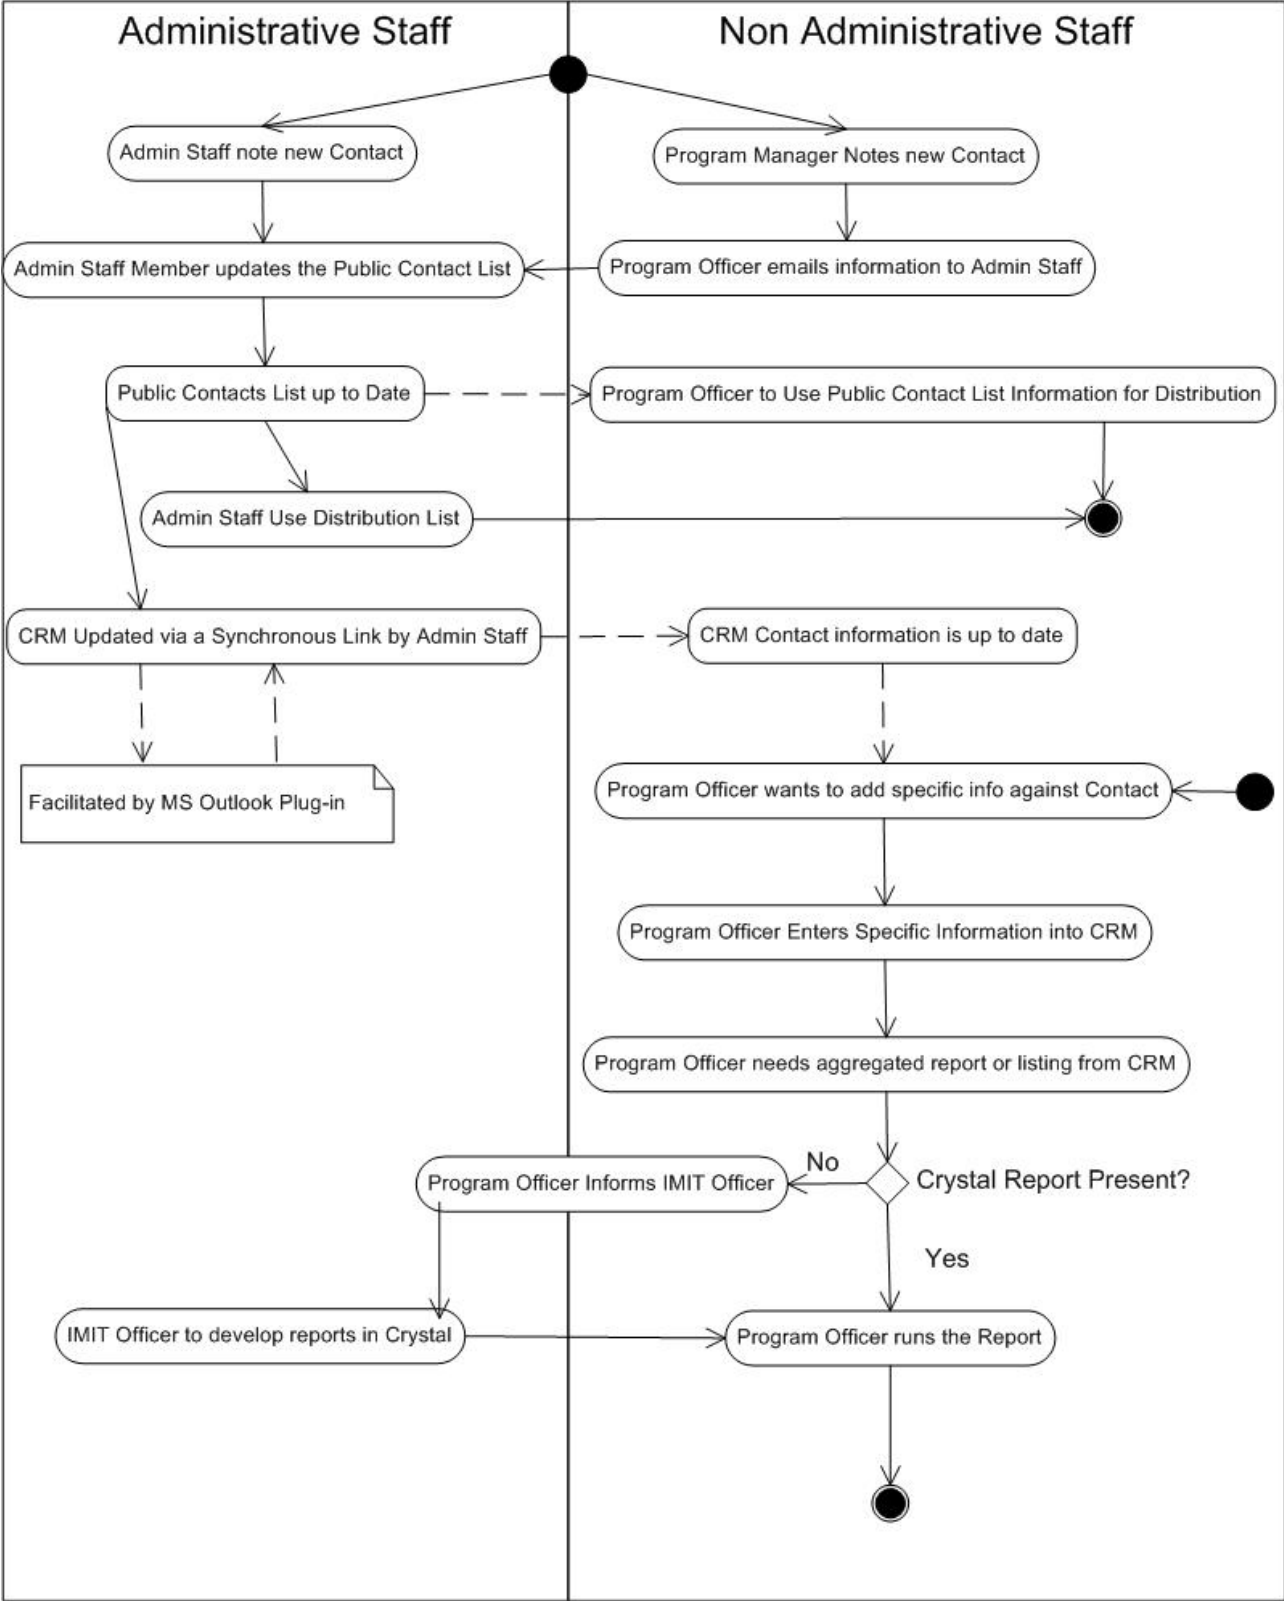 Administrative Staff
Non Administrative Staff
Admin Staff note new Contact
Program Manager Notes new Contact
Admin Staff Member updates the Public Contact List
Program Officer emails information to Admin Staff
Public Contacts List up to Date
Program Officer to Use Public Contact List Information for Distribution
Admin Staff Use Distribution List
CRM Updated via a Synchronous Link by Admin Staff
CRM Contact information is up to date
Facilitated by MS Outlook Plug-in
Program Officer wants to add specific info against Contact
Program Officer Enters Specific Information into CRM
Program Officer needs aggregated report or listing from CRM
No
Crystal Report Present?
Program Officer Informs IMIT Officer
Yes
IMIT Officer to develop reports in Crystal
Program Officer runs the Report